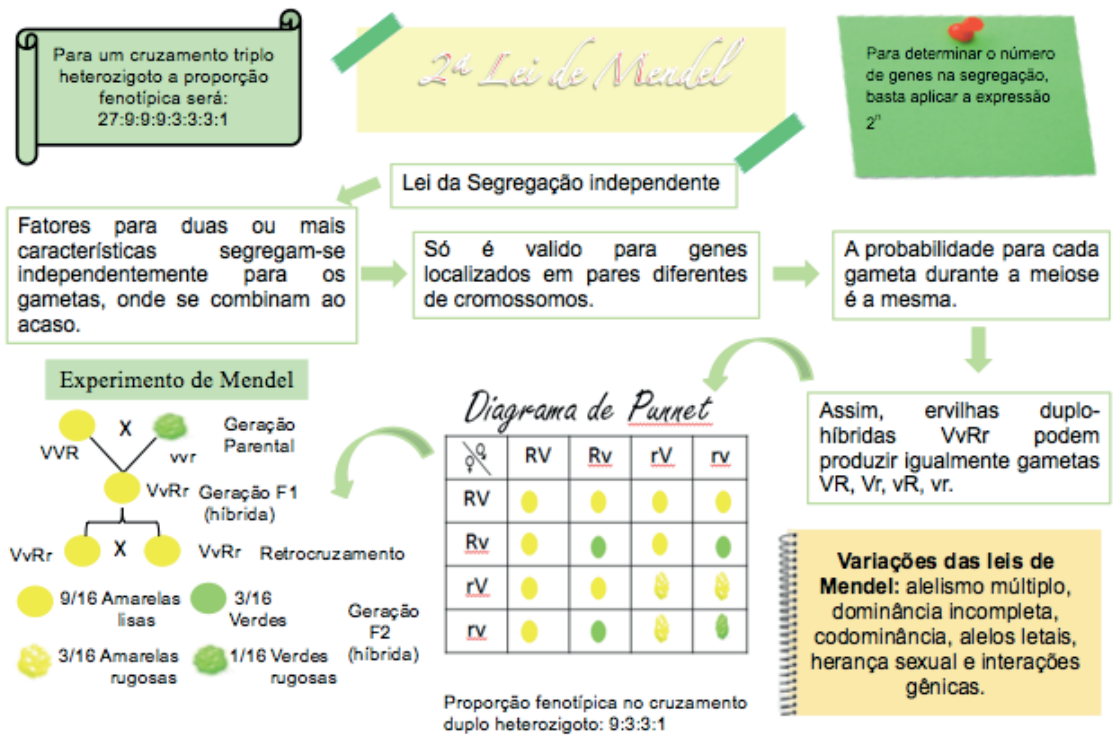 Para um cruzamento triplo
heterozigoto a proporção
fenotípica será:
27:9:9:9:3:3:3:1
2ª Lei de Mendel
Para determinar o número
de genes na segregação,
basta aplicar a expressão
2ⁿ
Lei da Segregação independente
Fatores para duas ou mais
características segregam-se
independentemente para os
gametas, onde se combinam ao
acaso.
Só é valido para genes
localizados em pares diferentes
de cromossomos.
A probabilidade para cada
gameta durante a meiose
é a mesma.
Assim, ervilhas duplo-
híbridas VvRr podem
produzir igualmente gametas
VR, Vr, vR, vr.
Experimento de Mendel
X
VVR
vvr
Geração
Parental
VvRr Geração F1
(híbrida)
VvRr X VvRr Retrocruzamento
9/16 Amarelas
lisas
3/16
Verdes
3/16 Amarelas
rugosas
1/16 Verdes
rugosas
Geração
F2
(híbrida)
Diagrama de Punnet
♀♂ RV Rv rV rv
RV
Rv
rV
rv
Proporção fenotípica no cruzamento
duplo heterozigoto: 9:3:3:1
Variações das leis de
Mendel: alelismo múltiplo,
dominância incompleta,
codominância, alelos letais,
herança sexual e interações
gênicas.